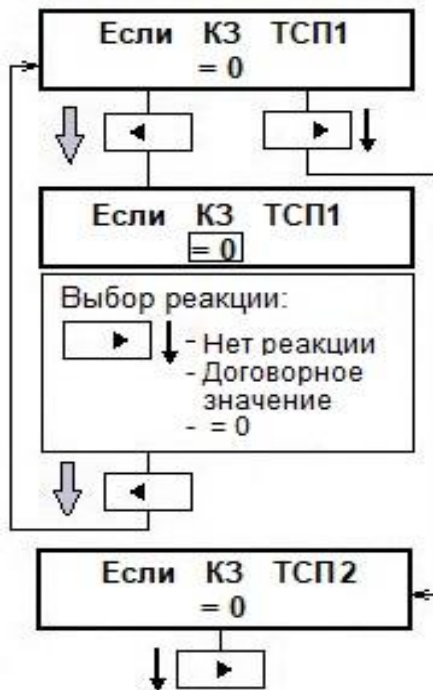 Если КЗ ТСП1
= 0
Если КЗ ТСП1
= 0
Выбор реакции:
- Нет реакции
- Договорное
значение
- = 0
Если КЗ ТСП2
= 0